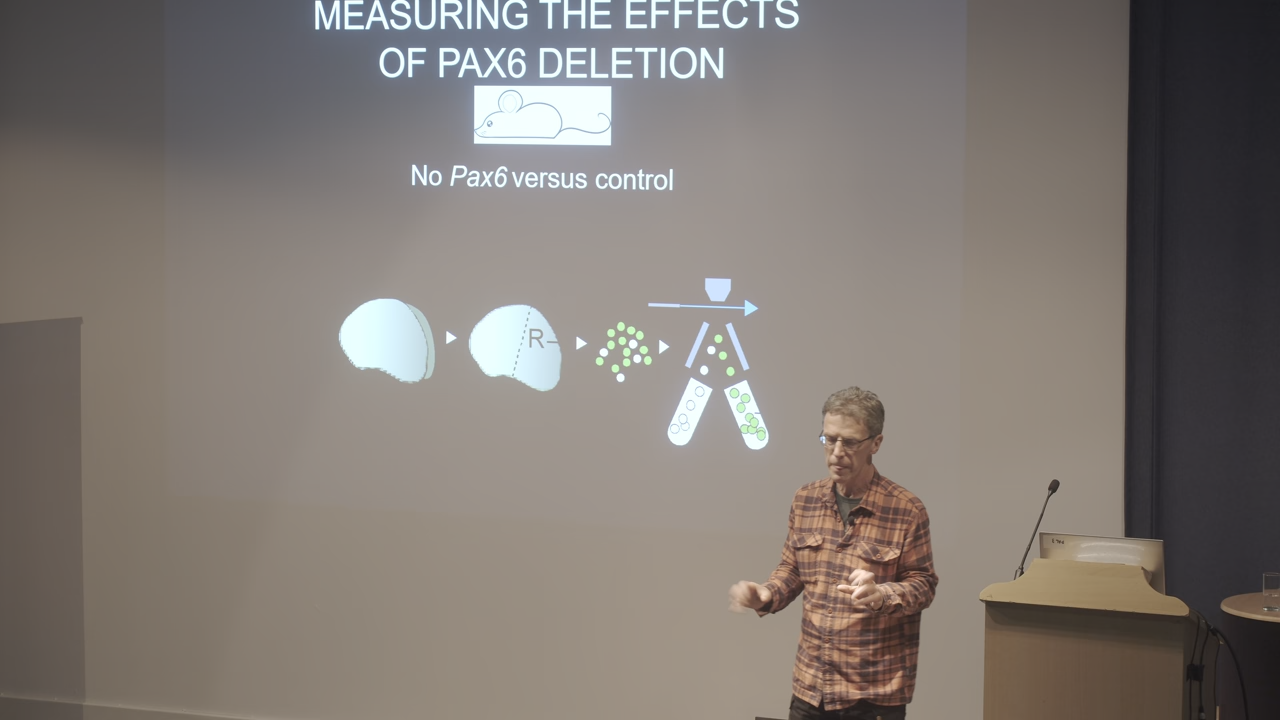 MEASURING THE EFFECTS
OF PAX6 DELETION
No Pax6 versus control
R